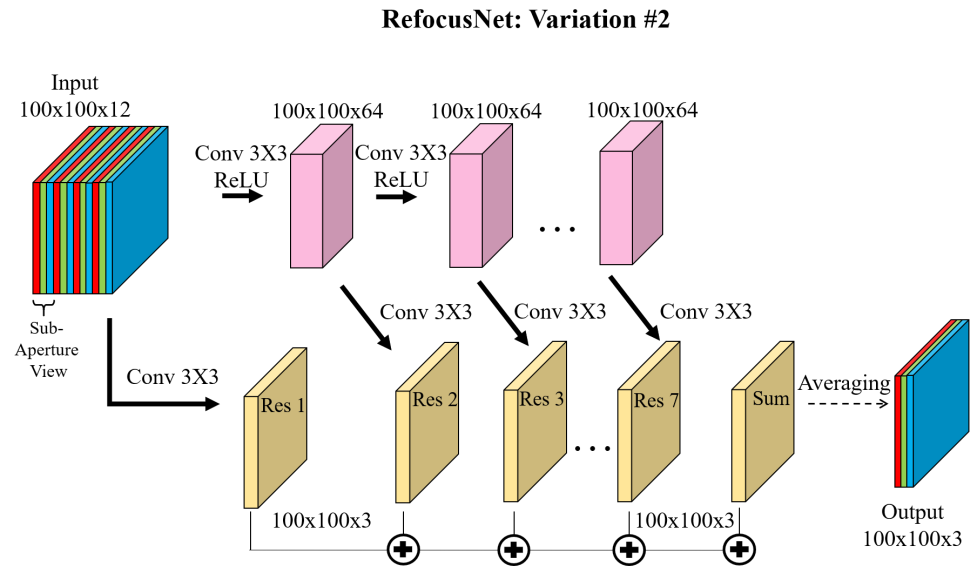 RefocusNet: Variation #2
Input
100x100x12
100x100x64
100x100x64
100x100x64
Conv 3X3
ReLU
Conv 3X3
ReLU
...
Sub-
Aperture
View
Conv 3X3
Conv 3X3
Conv 3X3
Conv 3X3
Res 1
Res 2
Res 3
...
Res 7
Sum
Averaging
100x100x3
100x100x3
Output
100x100x3